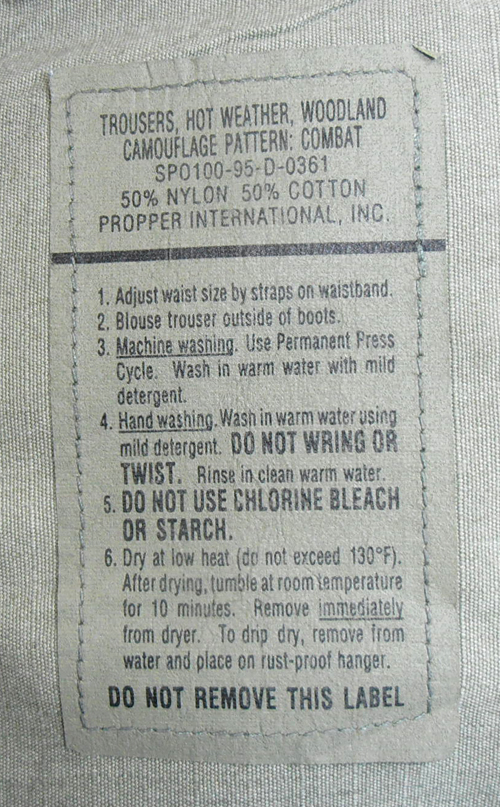 TROUSERS, HOT WEATHER, WOODLAND
CAMOUFLAGE PATTERN: COMBAT
SPO100-95-D-0361
50% NYLON 50% COTTON
PROPPER INTERNATIONAL, INC.
1. Adjust waist size by straps on waistband.
2. Blouse trouser outside of boots.
3. Machine washing. Use Permanent Press
Cycle. Wash in warm water with mild
detergent.
4. Hand washing. Wash in warm water using
mild detergent. DO NOT WRING OR
TWIST. Rinse in clean warm water.
5. DO NOT USE CHLORINE BLEACH
OR STARCH.
6. Dry at low heat (do not exceed 130°F).
After drying, tumble at room temperature
for 10 minutes. Remove immediately
from dryer. To drip dry, remove from
water and place on rust-proof hanger.
DO NOT REMOVE THIS LABEL